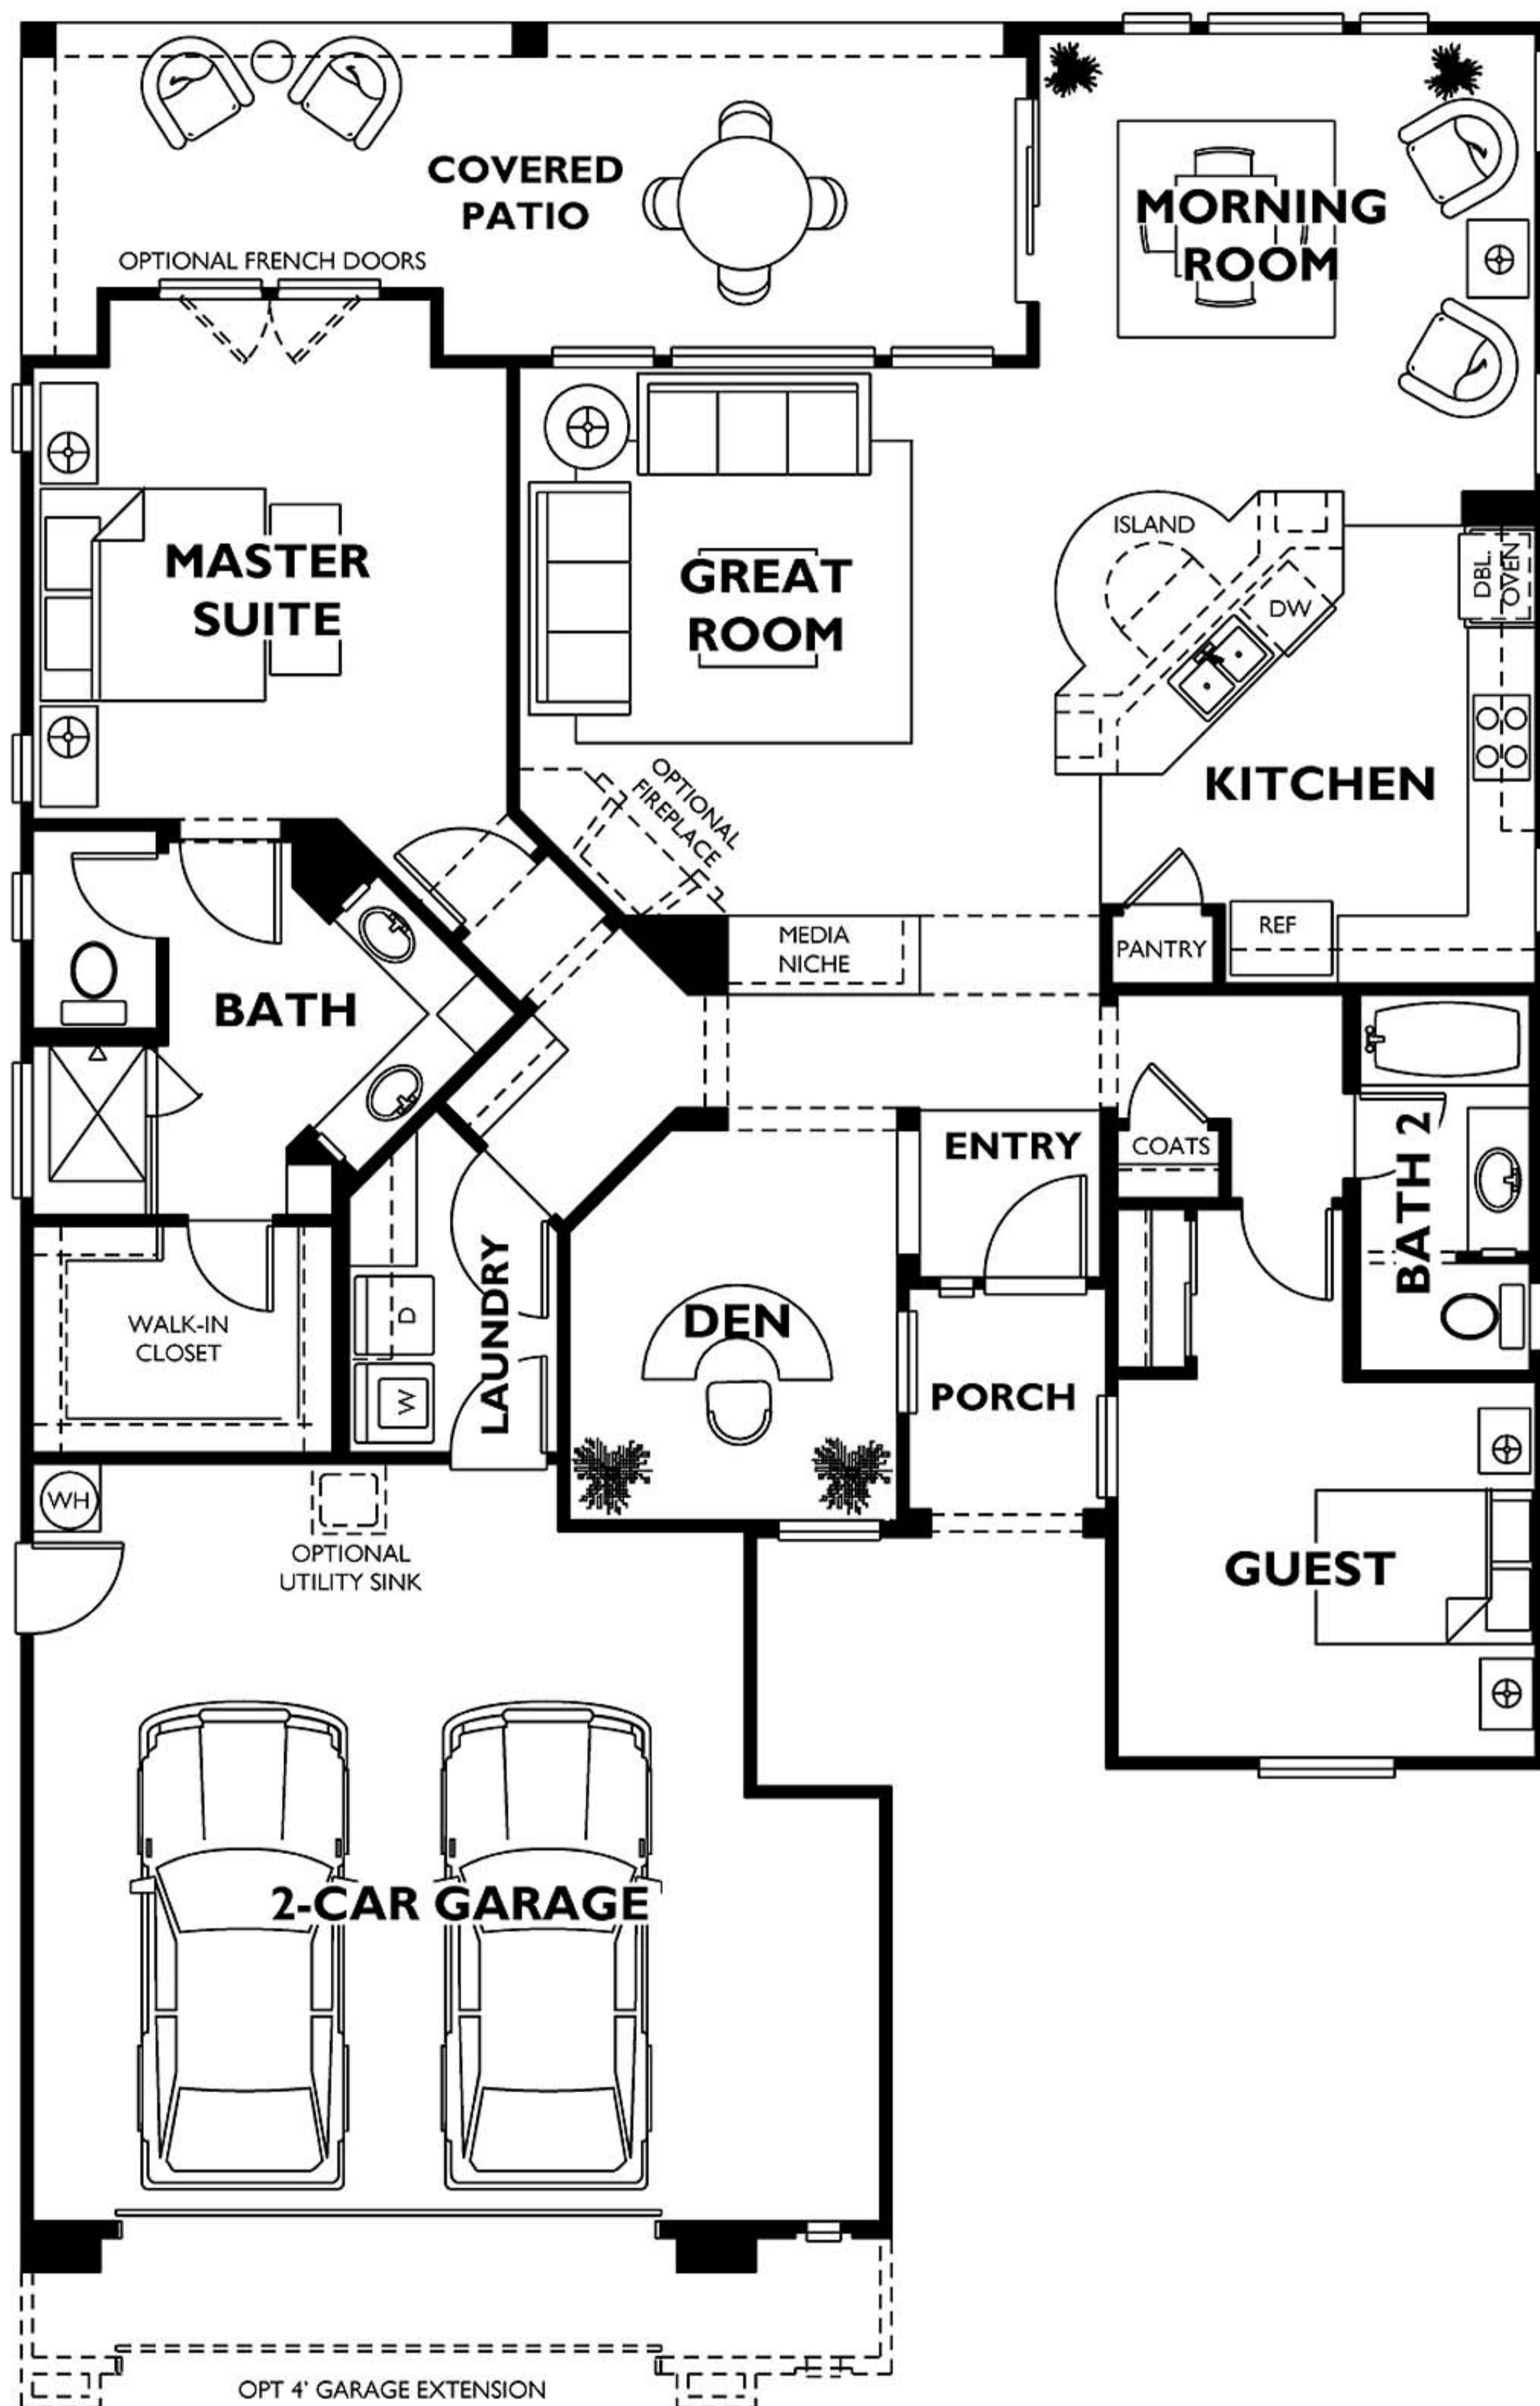 COVERED
PATIO
MORNING
ROOM
OPTIONAL FRENCH DOORS
MASTER
SUITE
GREAT
ROOM
ISLAND
DW
DBL.
OVEN
KITCHEN
OPTIONAL
FIREPLACE
MEDIA
NICHE
PANTRY
REF
BATH
ENTRY
COATS
BATH 2
LAUNDRY
D
W
WALK-IN
CLOSET
DEN
PORCH
WH
OPTIONAL
UTILITY SINK
GUEST
2-CAR GARAGE
OPT 4' GARAGE EXTENSION